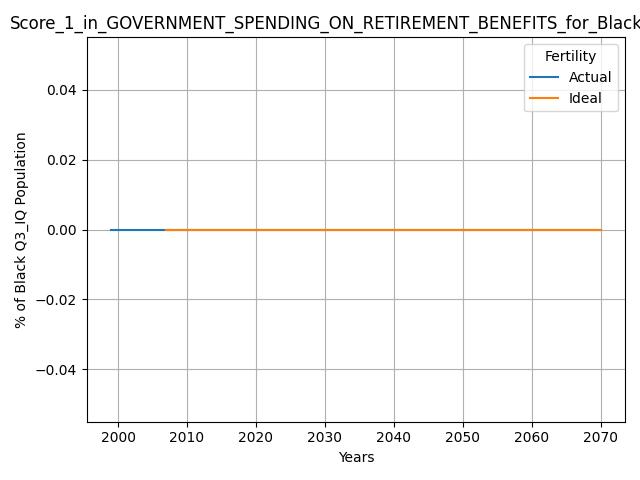 Score_1_in_GOVERNMENT_SPENDING_ON_RETIREMENT_BENEFITS_for_Black
Fertility
Actual
Ideal
0.04
0.02
0.00
−0.02
−0.04
% of Black Q3_IQ Population
2000 2010 2020 2030 2040 2050 2060 2070
Years